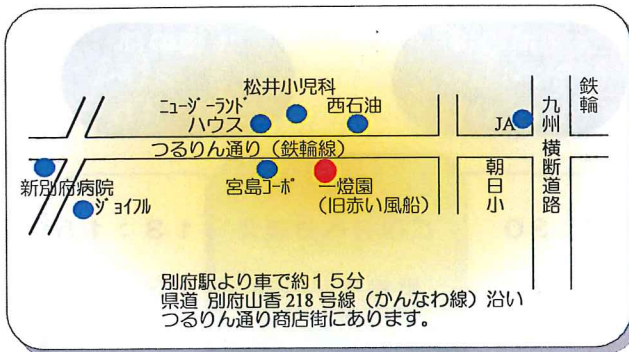 松井小児科
ﾆｭｰｼﾞｰﾗﾝﾄﾞ
ハウス
西石油
JA
九州横断道路
鉄輪
つるりん通り（鉄輪線）
新別府病院
ｼﾞｮｲﾌﾙ
宮島ｺｰﾎﾟ
一燈園
（旧赤い風船）
朝日小
別府駅より車で約１５分
県道 別府山香 218 号線（かんなわ線）沿い
つるりん通り商店街にあります。